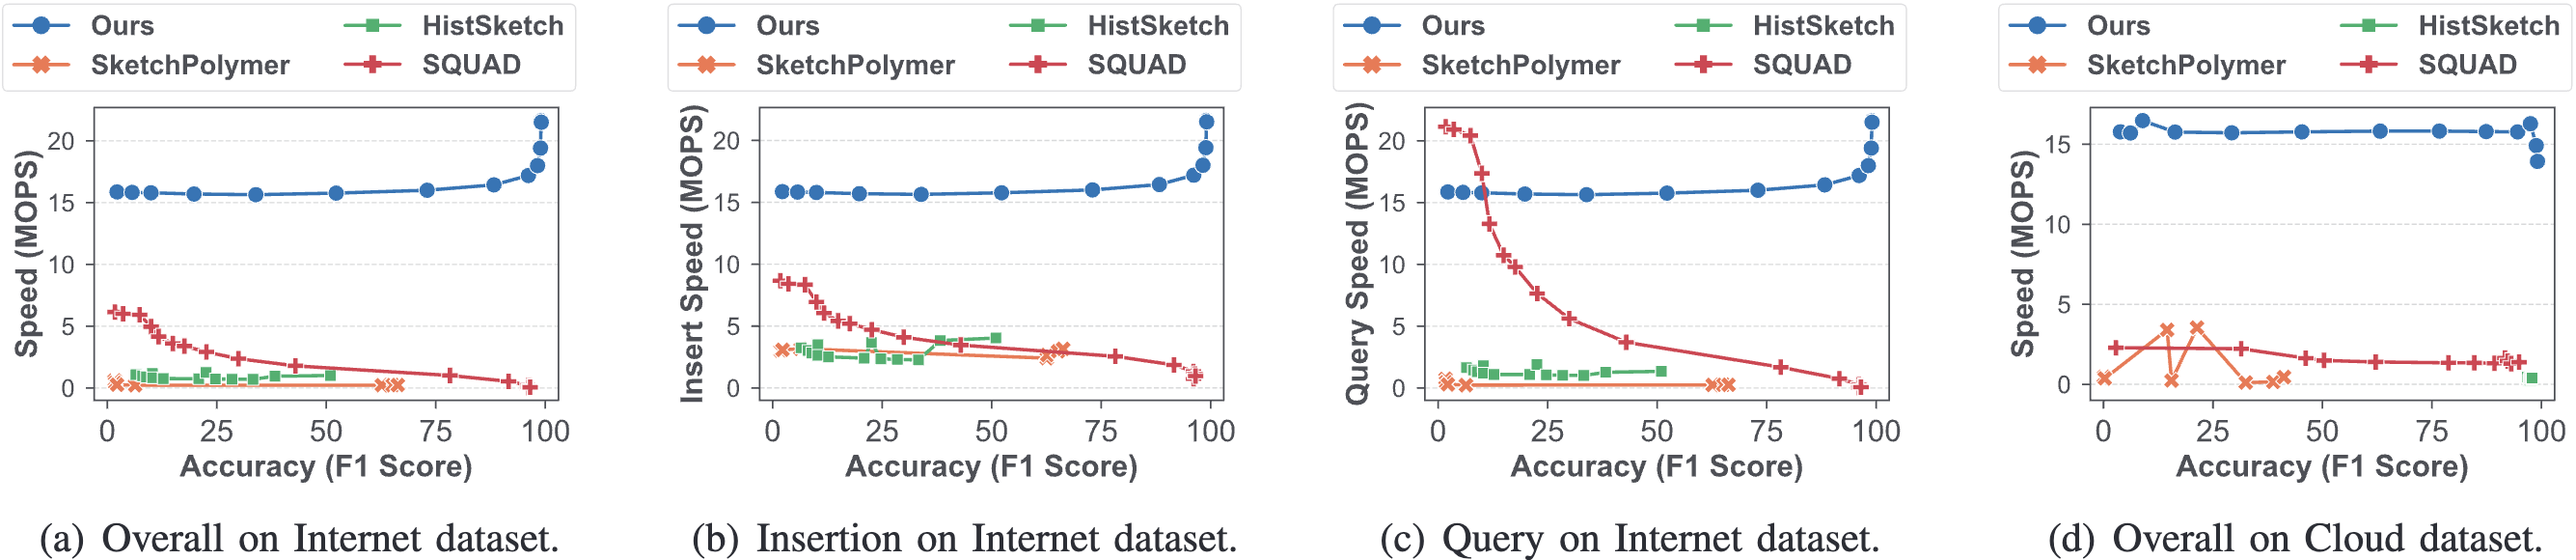 Ours HistSketch
SketchPolymer SQUAD
Speed (MOPS)
20
15
10
5
0
0 25 50 75 100
Accuracy (F1 Score)
(a) Overall on Internet dataset.
Ours HistSketch
SketchPolymer SQUAD
Insert Speed (MOPS)
20
15
10
5
0
0 25 50 75 100
Accuracy (F1 Score)
(b) Insertion on Internet dataset.
Ours HistSketch
SketchPolymer SQUAD
Query Speed (MOPS)
20
15
10
5
0
0 25 50 75 100
Accuracy (F1 Score)
(c) Query on Internet dataset.
Ours HistSketch
SketchPolymer SQUAD
Speed (MOPS)
15
10
5
0
0 25 50 75 100
Accuracy (F1 Score)
(d) Overall on Cloud dataset.